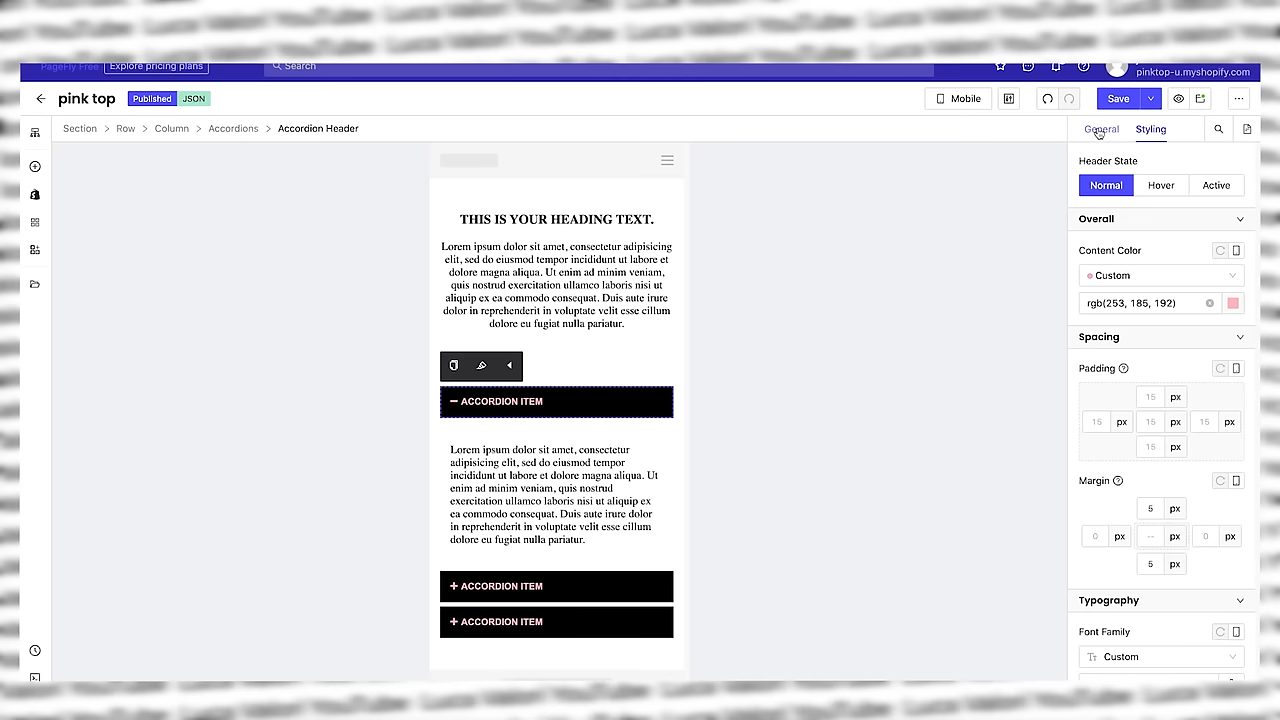 PageFly Free
Explore pricing plans
Search
pinktop-u.myshopify.com
pink top
Published
JSON
Mobile
Save
Section > Row > Column > Accordions > Accordion Header
General
Styling
Header State
Normal
Hover
Active
Overall
Content Color
Custom
rgb(253, 185, 192)
Spacing
Padding
15 px
15 px
15 px
15 px
15 px
Margin
5 px
0 px
-- px
0 px
5 px
Typography
Font Family
Custom
THIS IS YOUR HEADING TEXT.
Lorem ipsum dolor sit amet, consectetur adipisicing
elit, sed do eiusmod tempor incididunt ut labore et
dolore magna aliqua. Ut enim ad minim veniam,
quis nostrud exercitation ullamco laboris nisi ut
aliquip ex ea commodo consequat. Duis aute irure
dolor in reprehenderit in voluptate velit esse cillum
dolore eu fugiat nulla pariatur.
ACCORDION ITEM
Lorem ipsum dolor sit amet, consectetur
adipisicing elit, sed do eiusmod tempor
incididunt ut labore et dolore magna aliqua. Ut
enim ad minim veniam, quis nostrud
exercitation ullamco laboris nisi ut aliquip ex
ea commodo consequat. Duis aute irure dolor
in reprehenderit in voluptate velit esse cillum
dolore eu fugiat nulla pariatur.
ACCORDION ITEM
ACCORDION ITEM